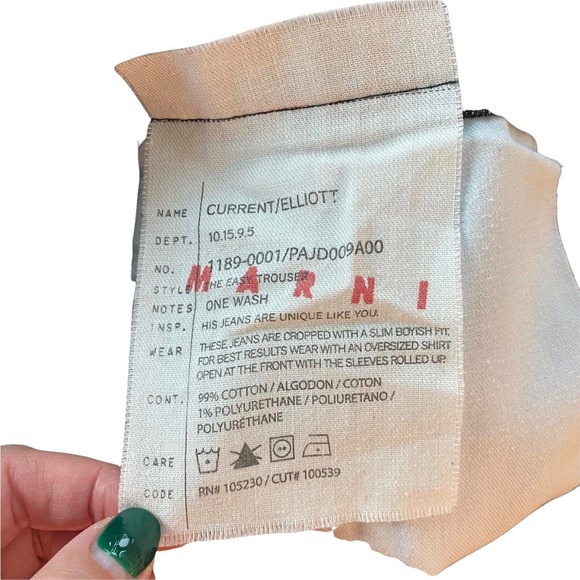 NAME CURRENT/ELLIOTT
DEPT. 10.15.9.5
NO. 1189-0001/PAJD009A00
MARNI
STYLE THE EASY TROUSER
NOTES ONE WASH
INSP. HIS JEANS ARE UNIQUE LIKE YOU.
WEAR THESE JEANS ARE CROPPED WITH A SLIM BOYISH FIT.
FOR BEST RESULTS WEAR WITH AN OVERSIZED SHIRT
OPEN AT THE FRONT WITH THE SLEEVES ROLLED UP.
CONT. 99% COTTON / ALGODON / COTON
1% POLYURETHANE / POLIURETANO /
POLYURÉTHANE
CARE
CODE RN# 105230 / CUT# 100539